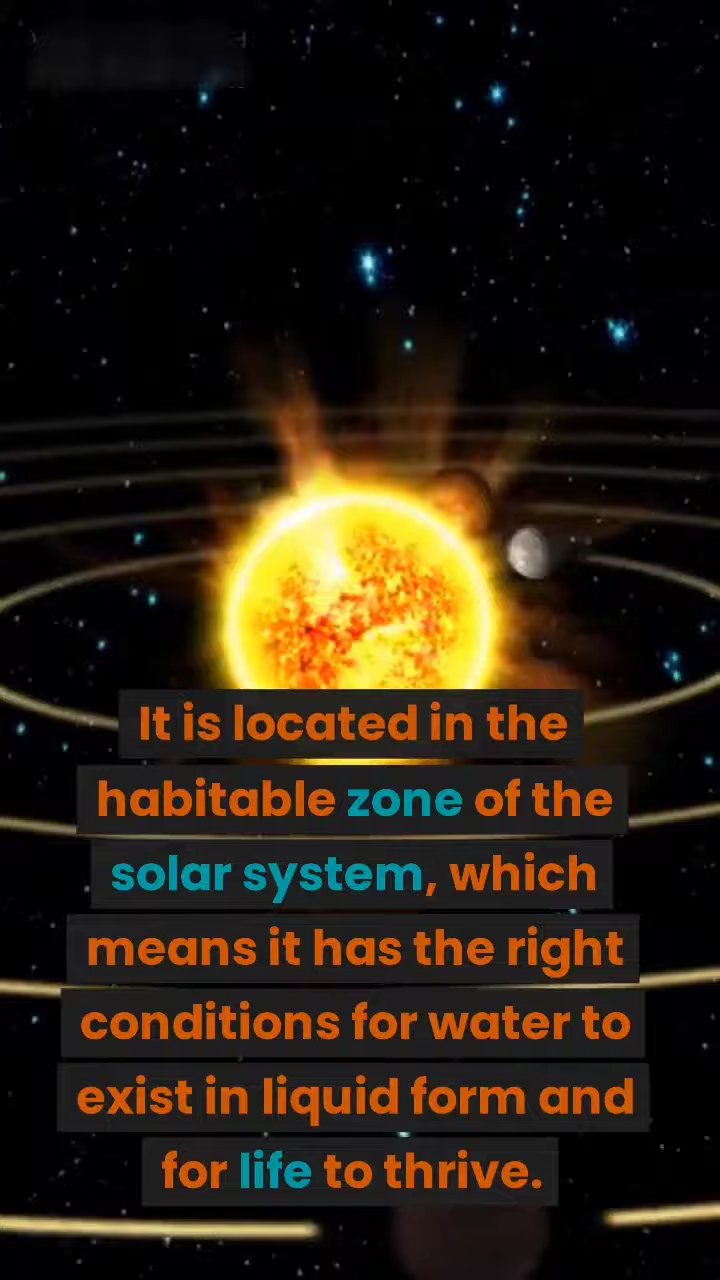 It is located in the
habitable zone of the
solar system, which
means it has the right
conditions for water to
exist in liquid form and
for life to thrive.